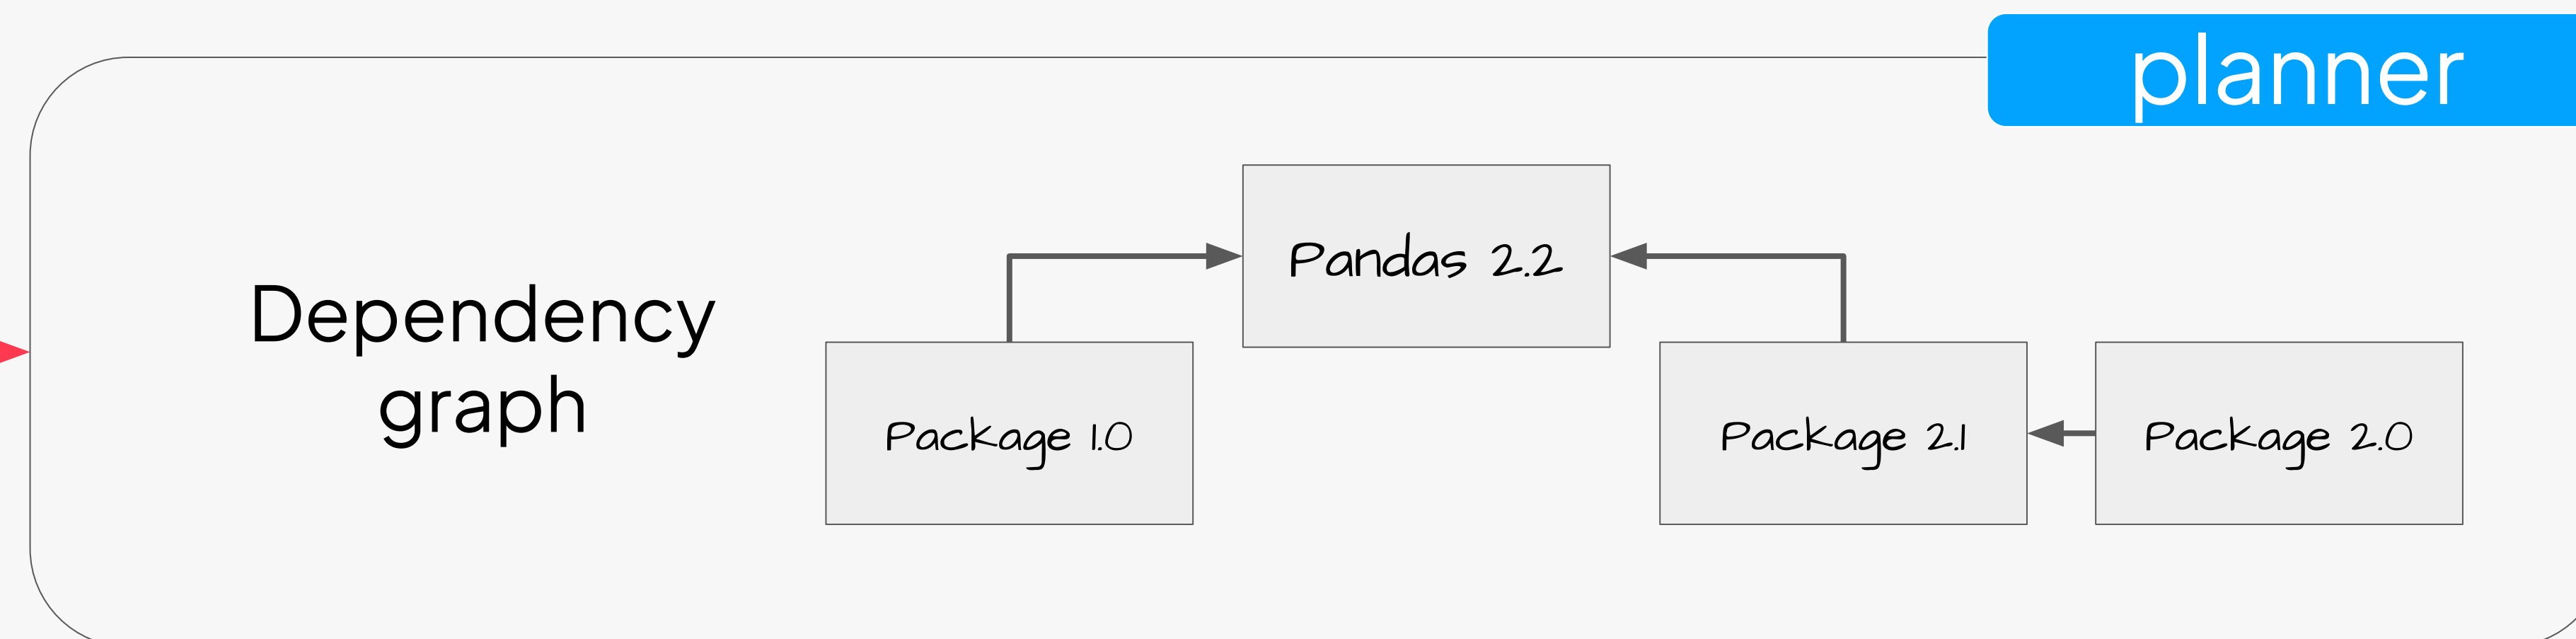 planner
Dependency
graph
Pandas 2.2
Package 1.0
Package 2.1
Package 2.0